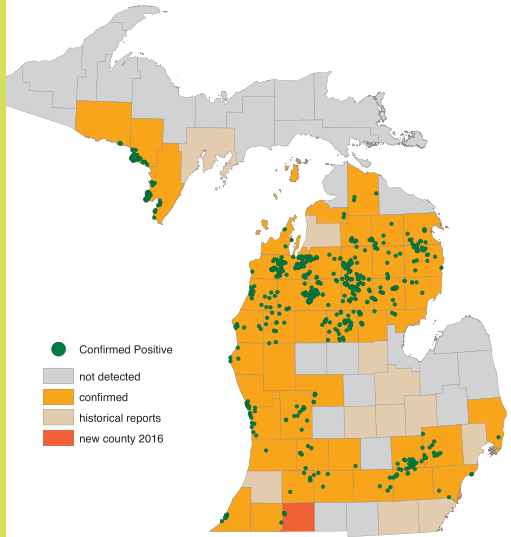 Confirmed Positive
not detected
confirmed
historical reports
new county 2016